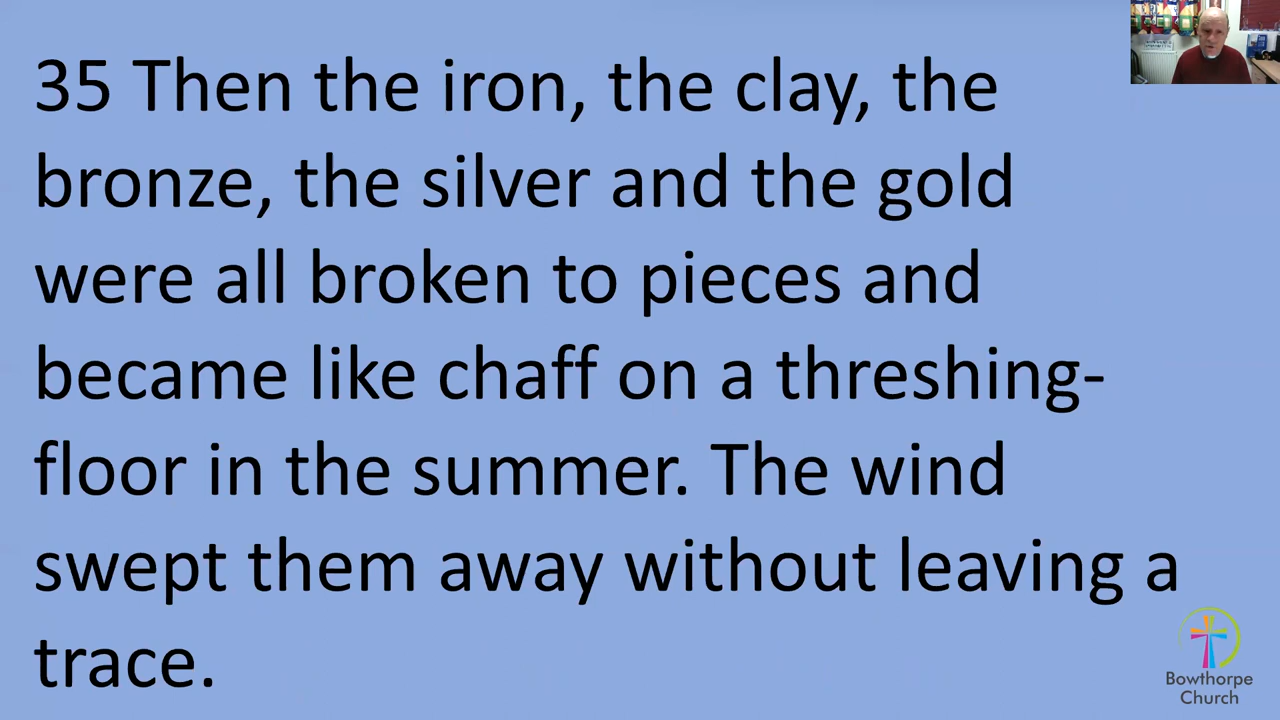 35 Then the iron, the clay, the
bronze, the silver and the gold
were all broken to pieces and
became like chaff on a threshing-
floor in the summer. The wind
swept them away without leaving a
trace.
Bowthorpe
Church